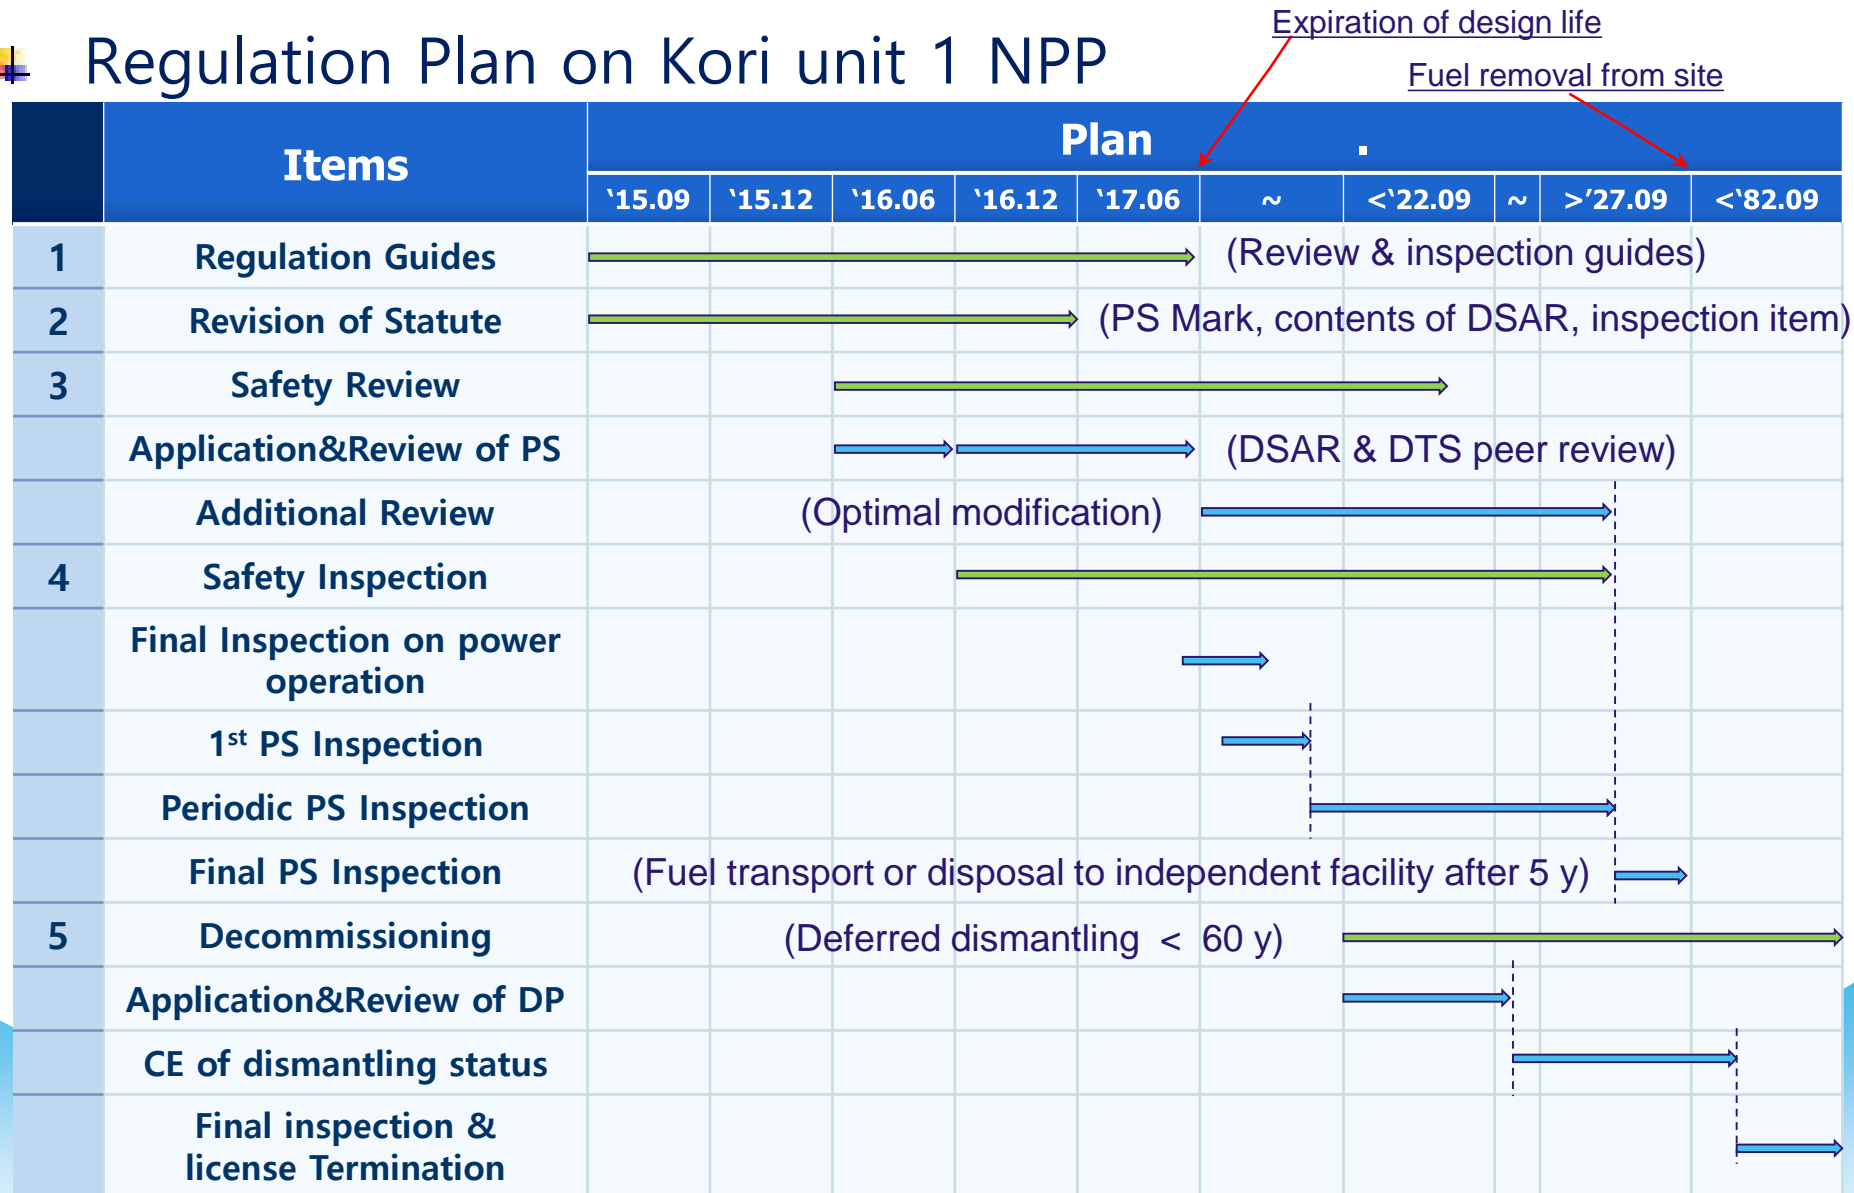 Expiration of design life
Regulation Plan on Kori unit 1 NPP
Fuel removal from site
Items
Plan .
‘15.09 ‘15.12 ‘16.06 ‘16.12 ‘17.06 ~ <‘22.09 ~ >’27.09 <‘82.09
1 Regulation Guides (Review & inspection guides)
2 Revision of Statute (PS Mark, contents of DSAR, inspection item)
3 Safety Review
Application&Review of PS (DSAR & DTS peer review)
Additional Review (Optimal modification)
4 Safety Inspection
Final Inspection on power
operation
1st PS Inspection
Periodic PS Inspection
Final PS Inspection (Fuel transport or disposal to independent facility after 5 y)
5 Decommissioning (Deferred dismantling < 60 y)
Application&Review of DP
CE of dismantling status
Final inspection &
license Termination